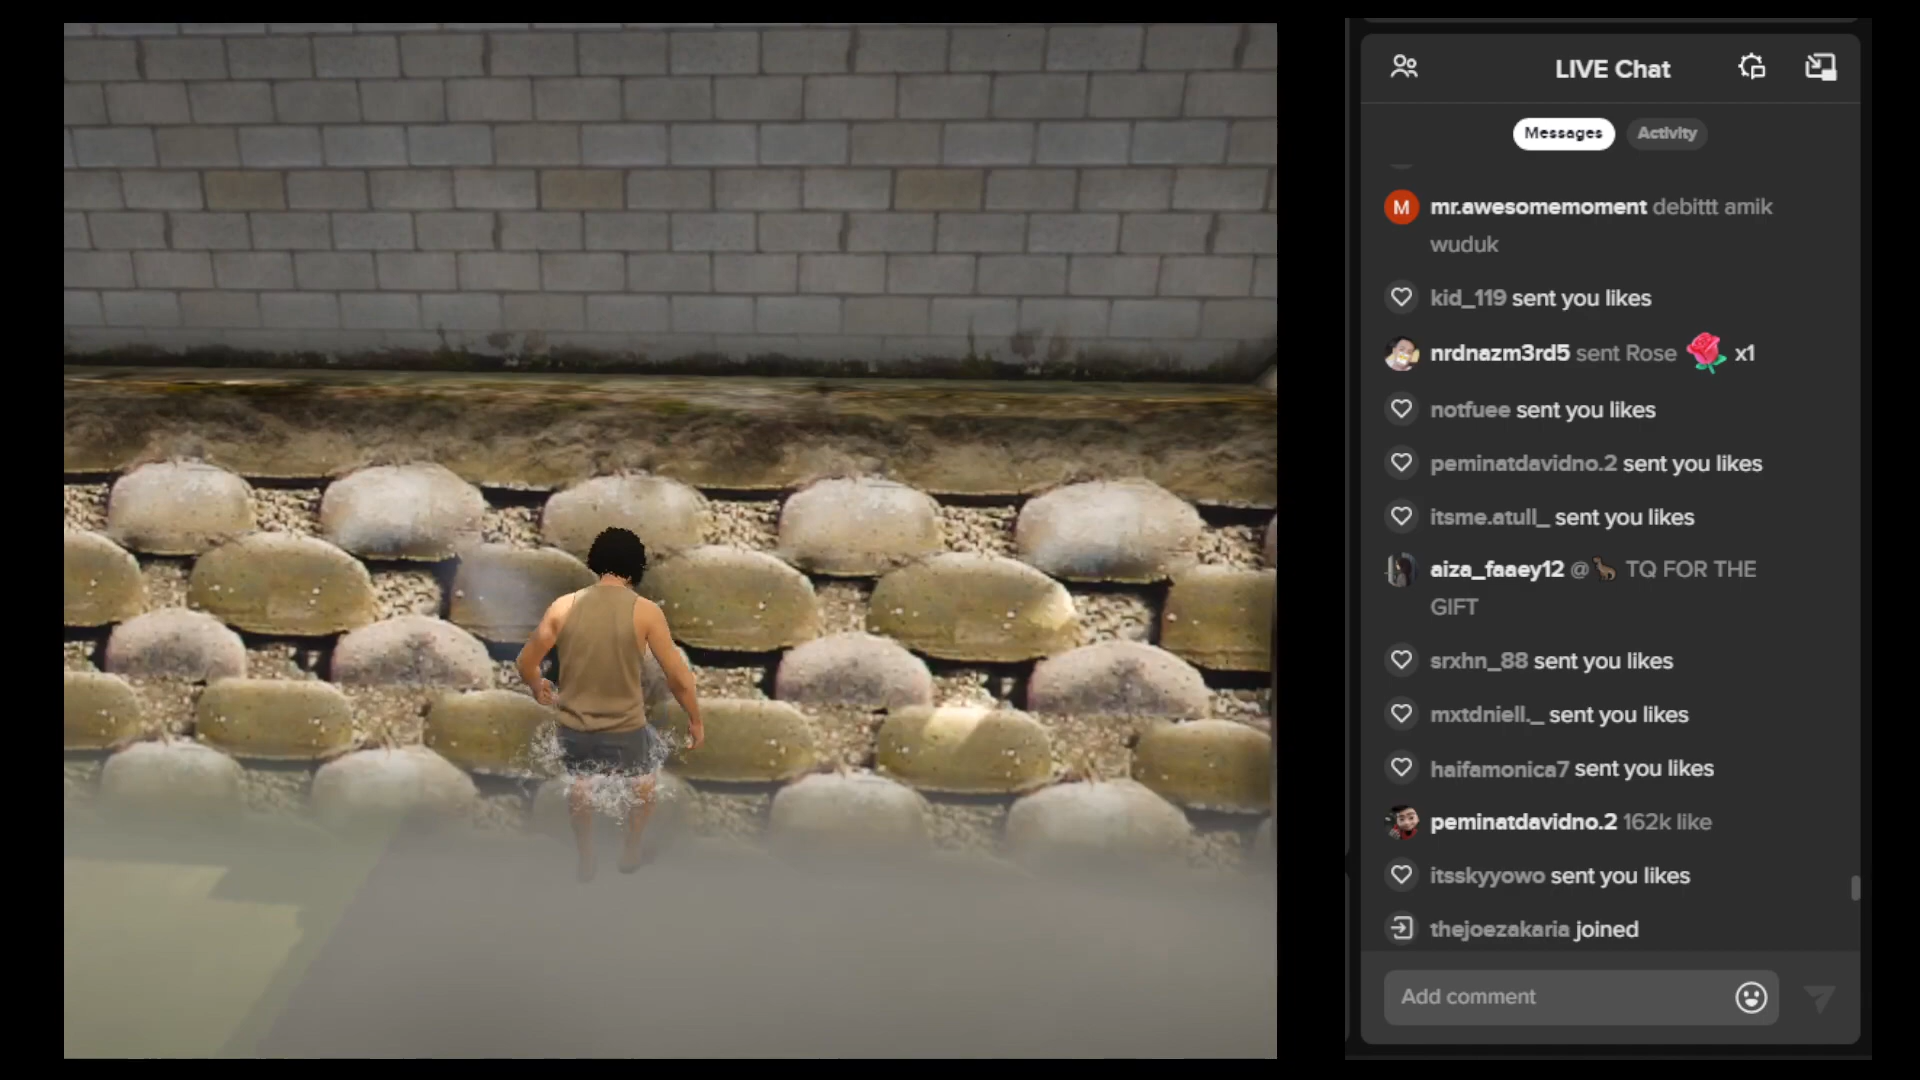 LIVE Chat
Messages Activity
mr.awesomemoment debittt amik
wuduk
kid_119 sent you likes
nrdnazm3rd5 sent Rose x1
notfuee sent you likes
peminatdavidno.2 sent you likes
itsme.atull_ sent you likes
aiza_faaey12 @🐆 TQ FOR THE
GIFT
srxhn_88 sent you likes
mxtdniell._ sent you likes
haifamonica7 sent you likes
peminatdavidno.2 162k like
itsskyyowo sent you likes
thejoezakaria joined
Add comment